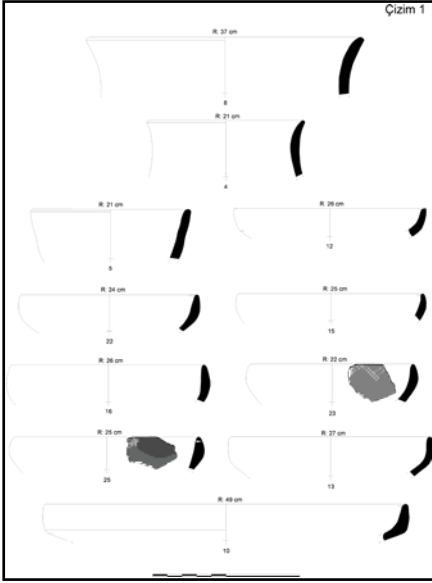 Çizim 1
R: 37 cm
8
R: 21 cm
4
R: 21 cm
5
R: 26 cm
12
R: 24 cm
22
R: 25 cm
15
R: 26 cm
16
R: 22 cm
23
R: 25 cm
25
R: 27 cm
13
R: 49 cm
10